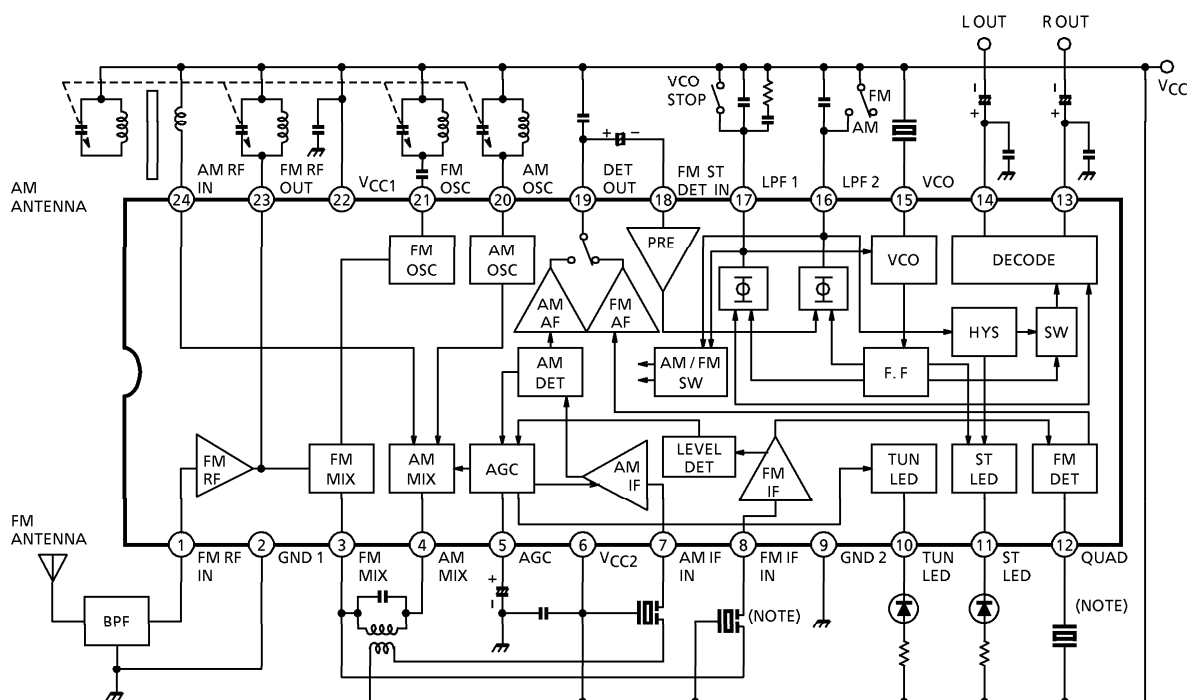 L OUT
R OUT
VCC
VCO
STOP
FM
AM
AM
ANTENNA
AM RF
IN
FM RF
OUT
VCC1
FM
OSC
AM
OSC
DET
OUT
FM ST
DET IN
LPF 1
LPF 2
VCO
24
23
22
21
20
19
18
17
16
15
14
13
FM
OSC
AM
OSC
PRE
VCO
DECODE
Φ
Φ
AM
AF
FM
AF
HYS
SW
AM
DET
AM / FM
SW
F. F
FM
RF
FM
MIX
AM
MIX
AGC
AM
IF
LEVEL
DET
FM
IF
TUN
LED
ST
LED
FM
DET
FM
ANTENNA
1
2
3
4
5
6
7
8
9
10
11
12
FM RF
IN
GND 1
FM
MIX
AM
MIX
AGC
VCC2
AM IF
IN
FM IF
IN
GND 2
TUN
LED
ST
LED
QUAD
BPF
(NOTE)
(NOTE)